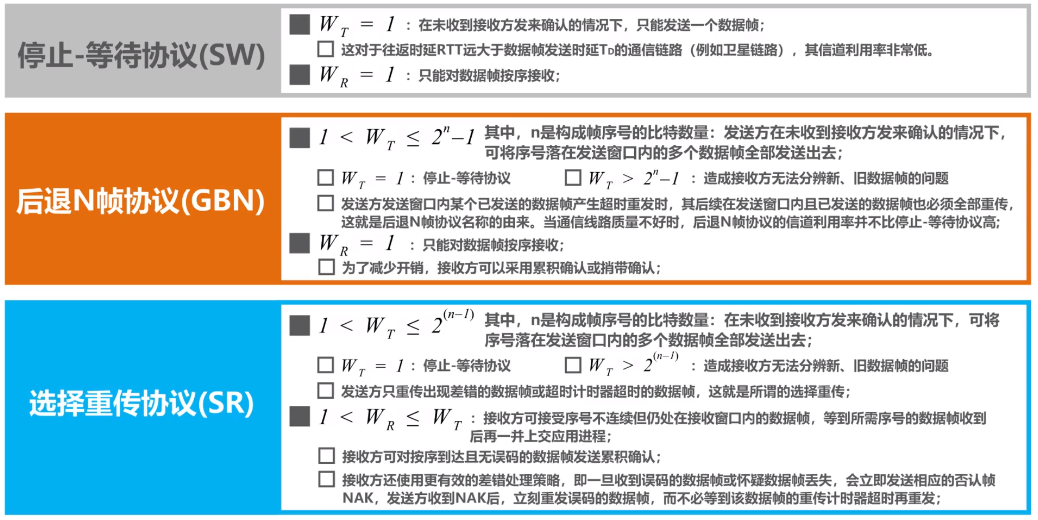 停止-等待协议(SW)
W_T = 1 : 在未收到接收方发来确认的情况下，只能发送一个数据帧；
这对于往返时延RTT远大于数据帧发送时延T_D的通信链路（例如卫星链路），其信道利用率非常低。
W_R = 1 : 只能对数据帧按序接收；
后退N帧协议(GBN)
1 < W_T ≤ 2^n−1 其中，n是构成帧序号的比特数量：发送方在未收到接收方发来确认的情况下，
可将序号落在发送窗口内的多个数据帧全部发送出去；
W_T = 1 : 停止-等待协议 W_T > 2^n−1 : 造成接收方无法分辨新、旧数据帧的问题
发送方发送窗口内某个已发送的数据帧产生超时重发时，其后续在发送窗口内且已发送的数据帧也必须全部重传，
这就是后退N帧协议名称的由来。当通信线路质量不好时，后退N帧协议的信道利用率并不比停止-等待协议高；
W_R = 1 : 只能对数据帧按序接收；
为了减少开销，接收方可以采用累积确认或捎带确认；
选择重传协议(SR)
1 < W_T ≤ 2^(n−1) 其中，n是构成帧序号的比特数量：在未收到接收方发来确认的情况下，可将
序号落在发送窗口内的多个数据帧全部发送出去；
W_T = 1 : 停止-等待协议 W_T > 2^(n−1) : 造成接收方无法分辨新、旧数据帧的问题
发送方只重传出现差错的数据帧或超时计时器超时的数据帧，这就是所谓的选择重传；
1 < W_R ≤ W_T : 接收方可接受序号不连续但仍处在接收窗口内的数据帧，等到所需序号的数据帧收到
后再一并上交应用进程；
接收方可对按序到达且无误码的数据帧发送累积确认；
接收方还使用更有效的差错处理策略，即一旦收到误码的数据帧或怀疑数据帧丢失，会立即发送相应的否认帧
NAK，发送方收到NAK后，立刻重发误码的数据帧，而不必等到该数据帧的重传计时器超时再重发；